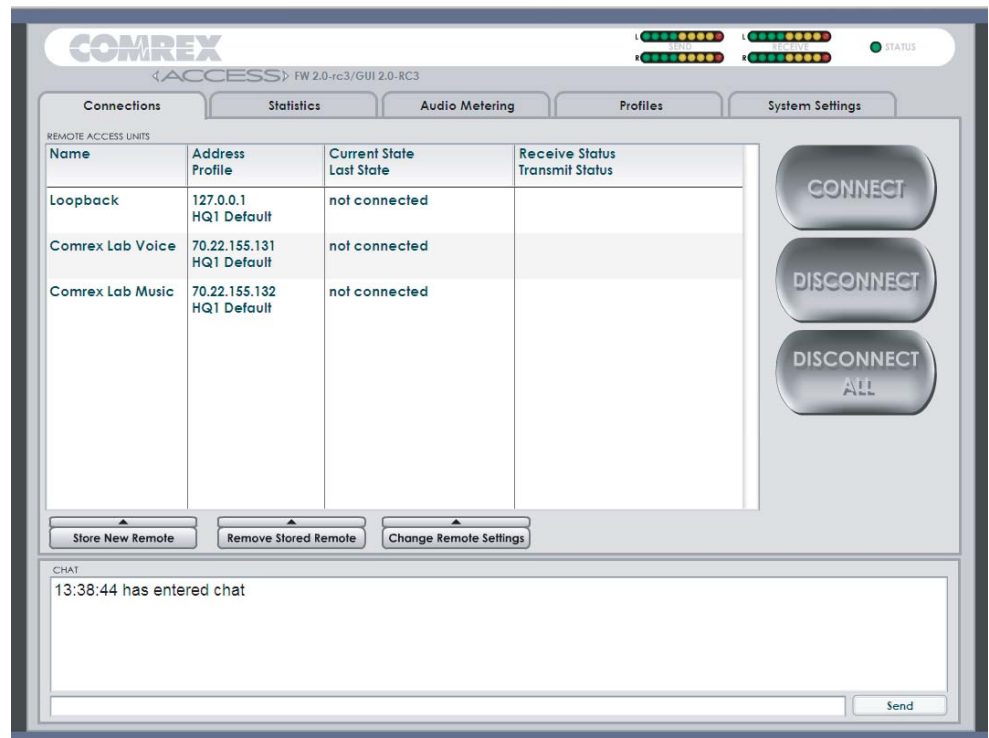 COMREX
ACCESS FW 2.0-rc3/GUI 2.0-RC3
L SEND R
L RECEIVE R
STATUS
Connections Statistics Audio Metering Profiles System Settings
REMOTE ACCESS UNITS
Name Address Current State Receive Status
Profile Last State Transmit Status
Loopback 127.0.0.1 not connected
HQ1 Default
Comrex Lab Voice 70.22.155.131 not connected
HQ1 Default
Comrex Lab Music 70.22.155.132 not connected
HQ1 Default
CONNECT
DISCONNECT
DISCONNECT
ALL
Store New Remote Remove Stored Remote Change Remote Settings
CHAT
13:38:44 has entered chat
Send